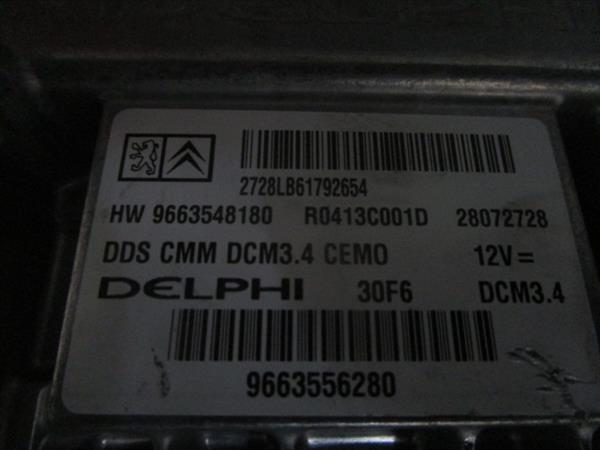 2728LB61792654
HW 9663548180 R0413C001D 28072728
DDS CMM DCM3.4 CEMO 12V=
DELPHI 30F6 DCM3.4
9663556280